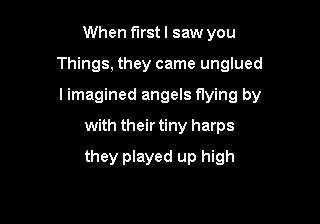 When first I saw you
Things, they came unglued
I imagined angels flying by
with their tiny harps
they played up high